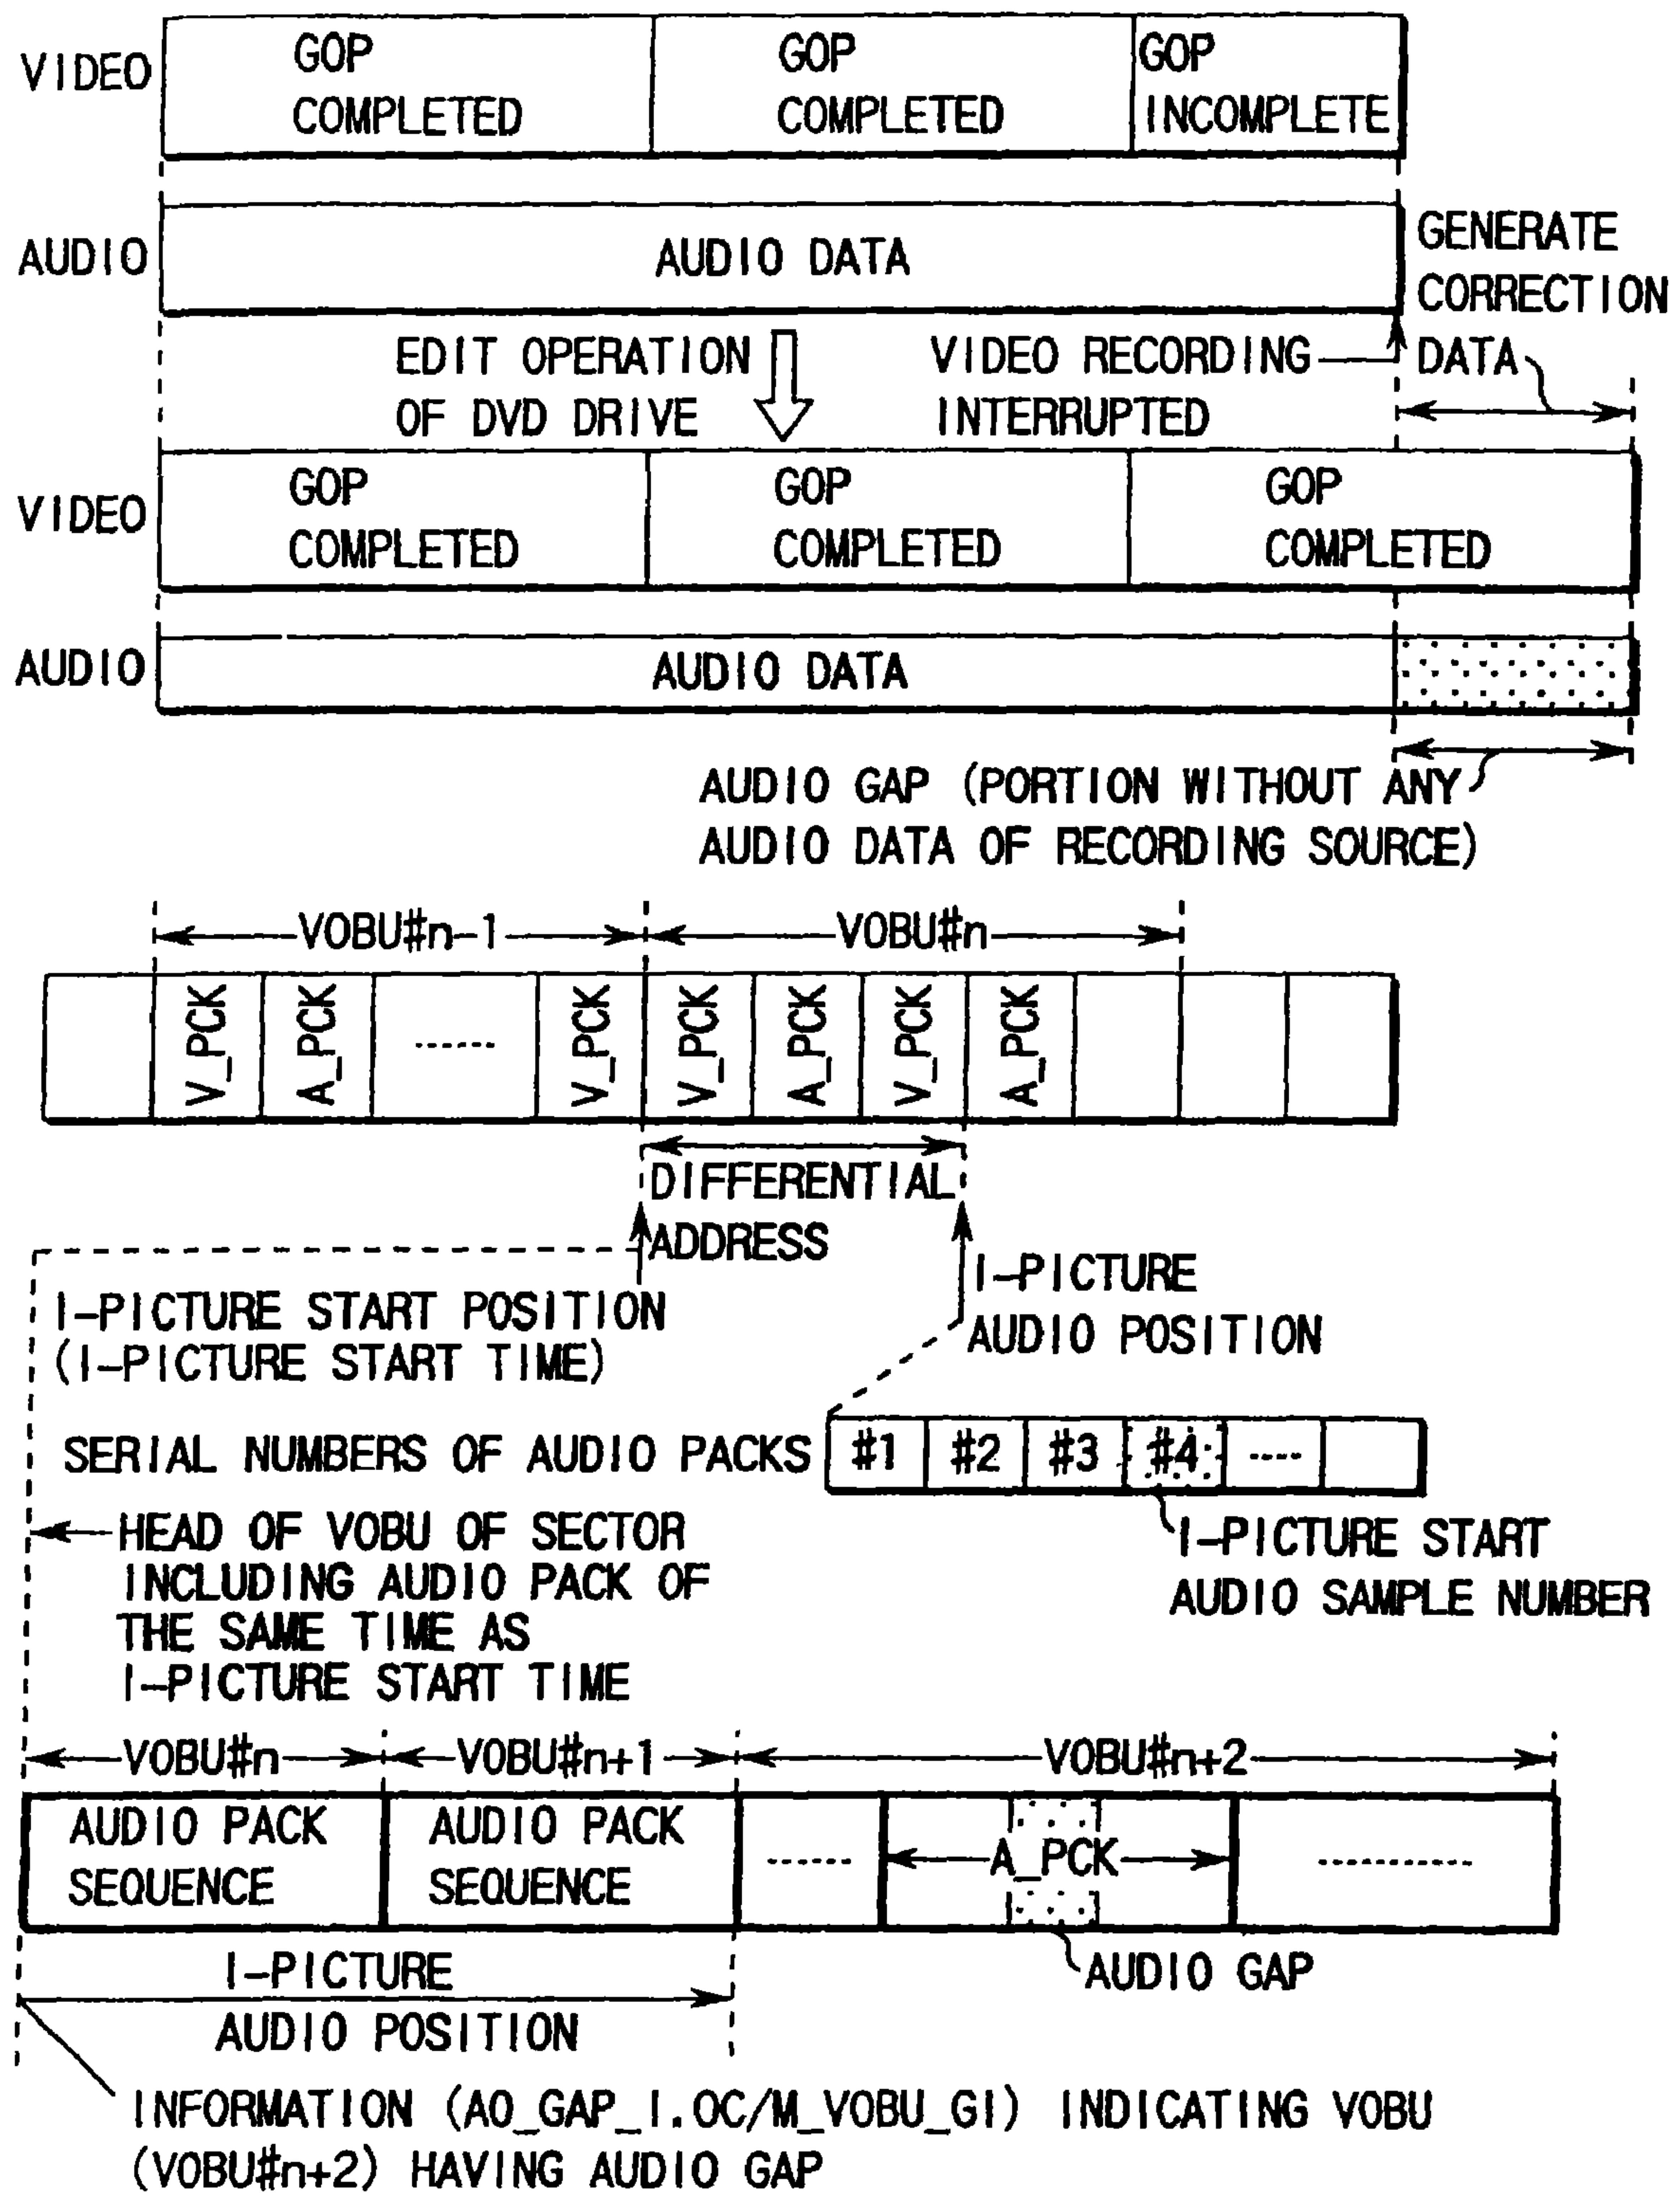 VIDEO
GOP
COMPLETED
GOP
COMPLETED
GOP
INCOMPLETE
AUDIO
AUDIO DATA
GENERATE
CORRECTION
DATA
EDIT OPERATION
OF DVD DRIVE
VIDEO RECORDING
INTERRUPTED
VIDEO
GOP
COMPLETED
GOP
COMPLETED
GOP
COMPLETED
AUDIO
AUDIO DATA
AUDIO GAP (PORTION WITHOUT ANY
AUDIO DATA OF RECORDING SOURCE)
VOBU#n-1
VOBU#n
V_PCK
A_PCK
V_PCK
V_PCK
A_PCK
V_PCK
A_PCK
DIFFERENTIAL
ADDRESS
I-PICTURE START POSITION
(I-PICTURE START TIME)
I-PICTURE
AUDIO POSITION
SERIAL NUMBERS OF AUDIO PACKS
#1
#2
#3
#4
I-PICTURE START
AUDIO SAMPLE NUMBER
HEAD OF VOBU OF SECTOR
INCLUDING AUDIO PACK OF
THE SAME TIME AS
I-PICTURE START TIME
VOBU#n
VOBU#n+1
VOBU#n+2
AUDIO PACK
SEQUENCE
AUDIO PACK
SEQUENCE
A_PCK
AUDIO GAP
I-PICTURE
AUDIO POSITION
INFORMATION (AO_GAP_I.OC/M_VOBU_GI) INDICATING VOBU
(VOBU#n+2) HAVING AUDIO GAP